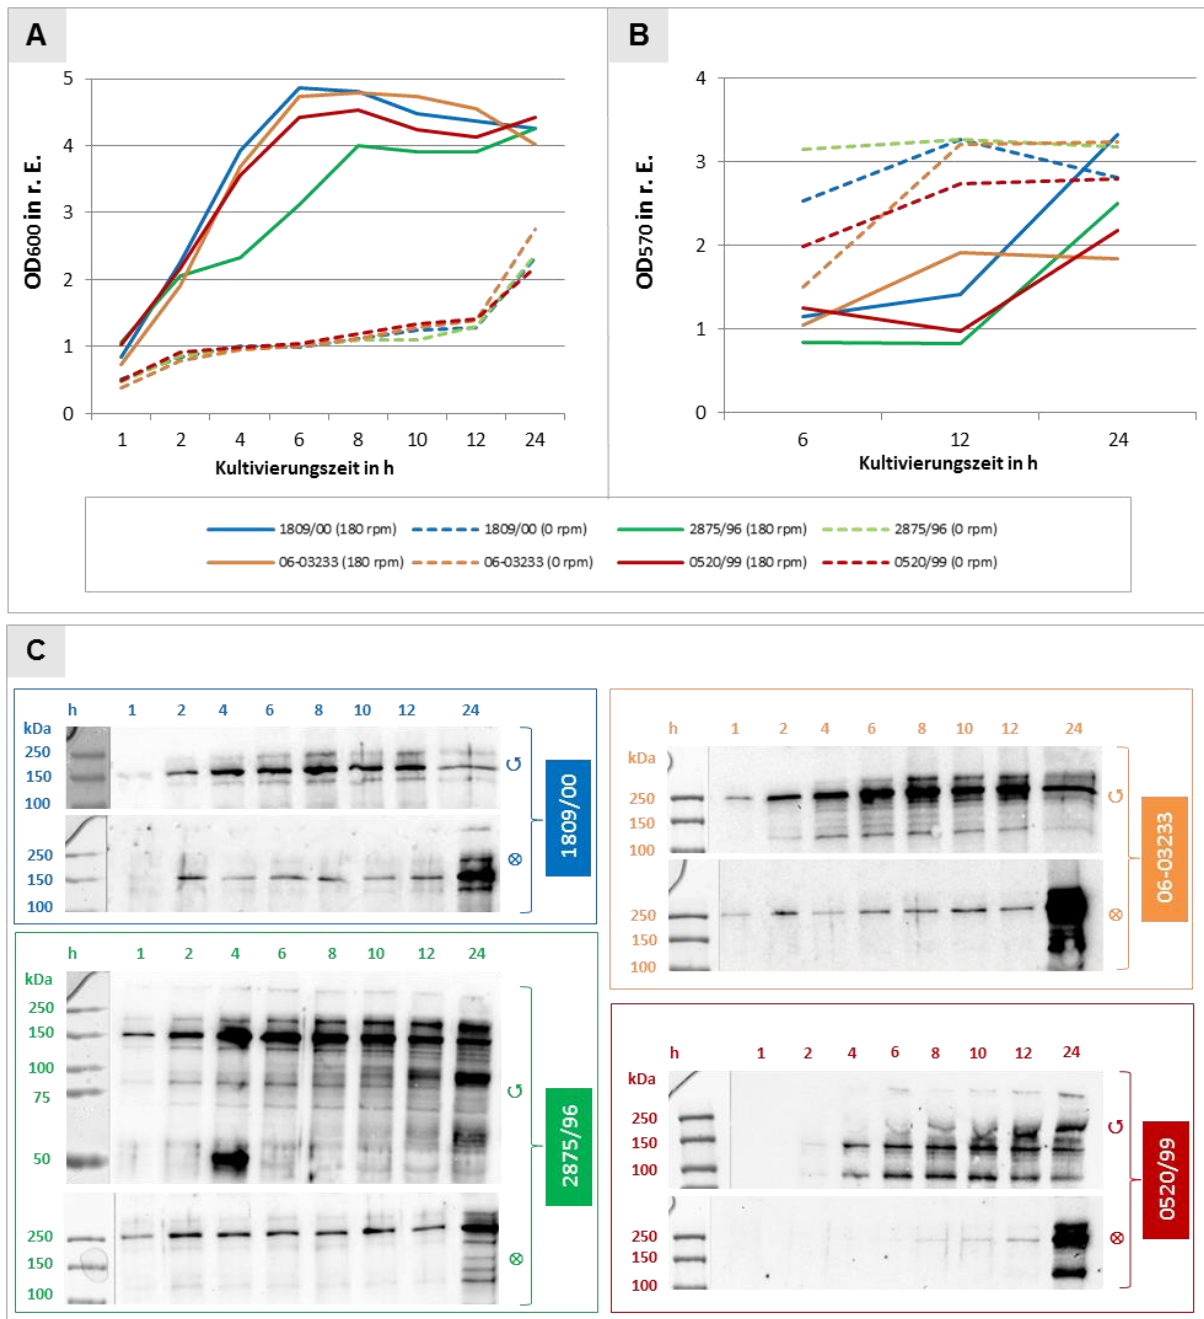 A
B
OD600 in r. E.
5
4
3
2
1
0
1 2 4 6 8 10 12 24
Kultivierungszeit in h
OD570 in r. E.
4
3
2
1
0
6 12 24
Kultivierungszeit in h
1809/00 (180 rpm) 1809/00 (0 rpm) 2875/96 (180 rpm) 2875/96 (0 rpm)
06-03233 (180 rpm) 06-03233 (0 rpm) 0520/99 (180 rpm) 0520/99 (0 rpm)
C
h 1 2 4 6 8 10 12 24
kDa
250
150
100
250
150
100
↺
⊗
1809/00
h 1 2 4 6 8 10 12 24
kDa
250
150
100
250
150
100
↺
⊗
06-03233
h 1 2 4 6 8 10 12 24
kDa
250
150
100
75
50
250
150
100
↺
⊗
2875/96
h 1 2 4 6 8 10 12 24
kDa
250
150
100
250
150
100
↺
⊗
0520/99